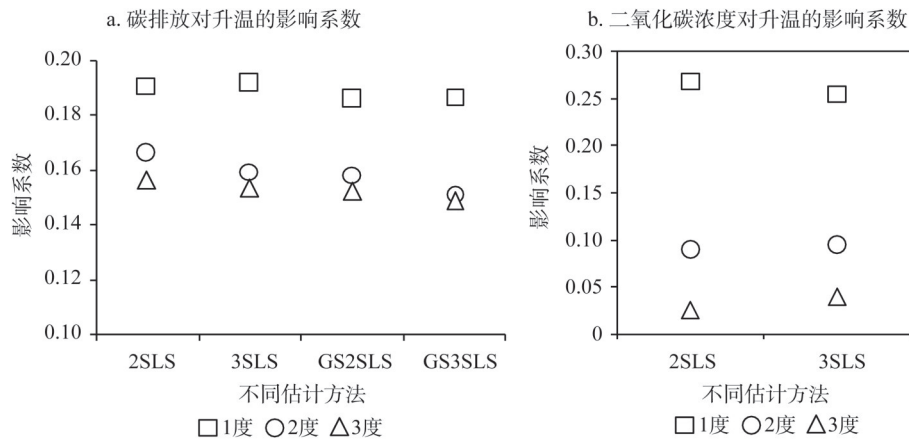 a. 碳排放对升温的影响系数
0.20
0.18
0.16
0.14
0.12
0.10
影响系数
2SLS 3SLS GS2SLS GS3SLS
不同估计方法
□1度 ○2度 △3度
b. 二氧化碳浓度对升温的影响系数
0.30
0.25
0.20
0.15
0.10
0.05
0
影响系数
2SLS 3SLS
不同估计方法
□1度 ○2度 △3度